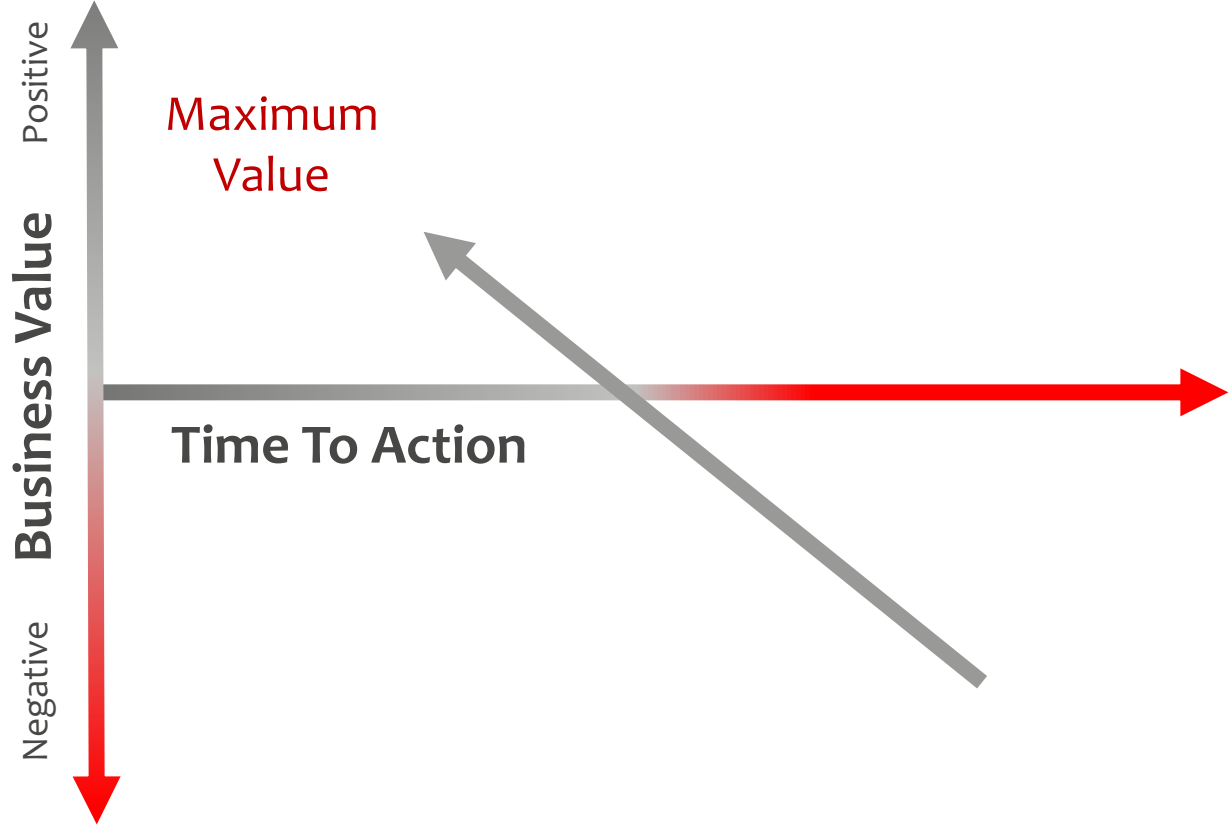 Positive
Maximum
Value
Business Value
Time To Action
Negative